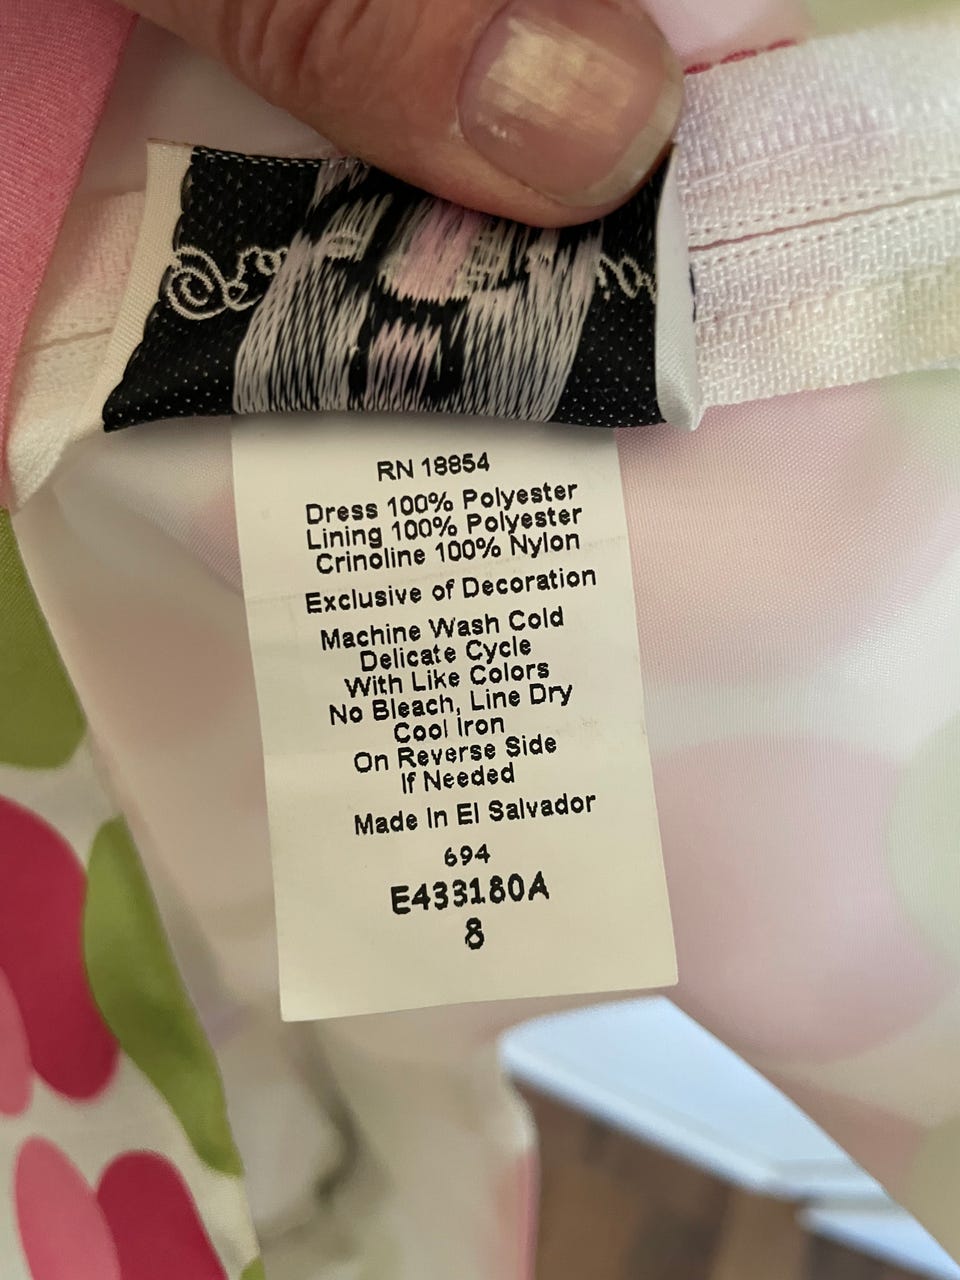 RN 18854
Dress 100% Polyester
Lining 100% Polyester
Crinoline 100% Nylon
Exclusive of Decoration
Machine Wash Cold
Delicate Cycle
With Like Colors
No Bleach, Line Dry
Cool Iron
On Reverse Side
If Needed
Made In El Salvador
694
E433180A
8